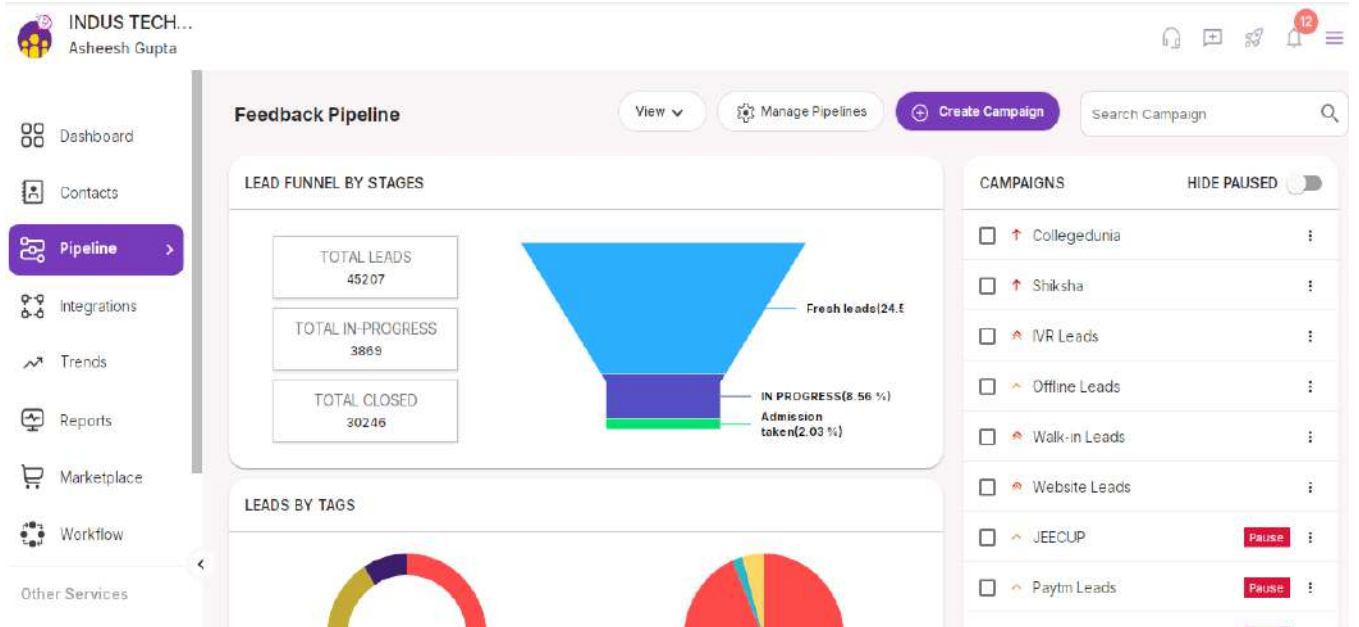 INDUS TECH...
Asheesh Gupta
12
Dashboard
Contacts
Pipeline
Integrations
Trends
Reports
Marketplace
Workflow
Other Services
Feedback Pipeline
View
Manage Pipelines
Create Campaign
Search Campaign
LEAD FUNNEL BY STAGES
TOTAL LEADS
45207
TOTAL IN-PROGRESS
3869
TOTAL CLOSED
30246
Fresh leads(24.5
IN PROGRESS(8.56 %)
Admission
taken(2.03 %)
LEADS BY TAGS
CAMPAIGNS
HIDE PAUSED
Collegedunia
Shiksha
IVR Leads
Offline Leads
Walk-in Leads
Website Leads
JEECUP
Pause
Paytm Leads
Pause